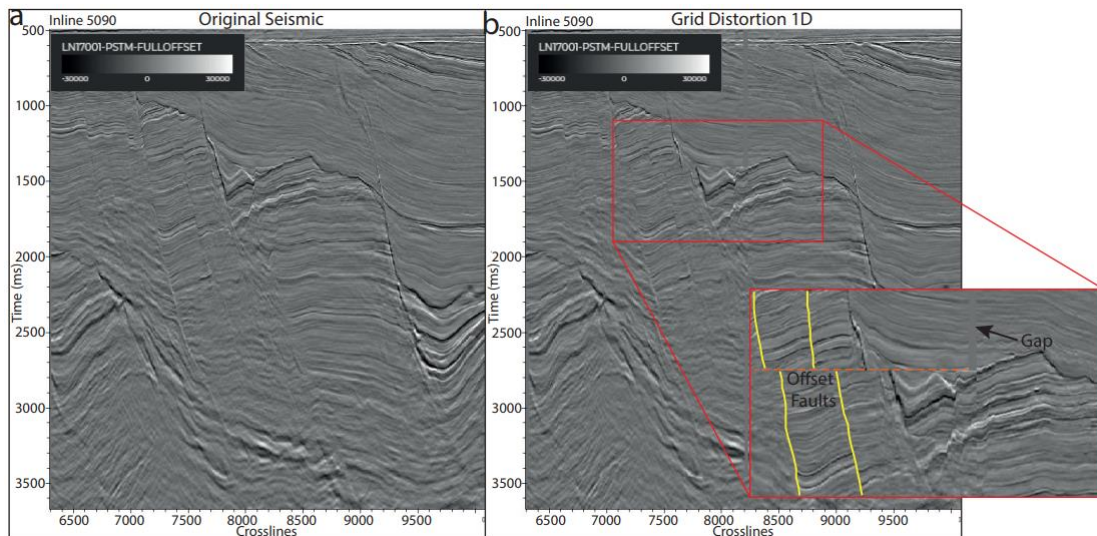 a
Inline 5090
Original Seismic
LN17001-PSTM-FULLOFFSET
-30000 0 30000
500
1000
1500
2000
2500
3000
3500
Time (ms)
6500 7000 7500 8000 8500 9000 9500
Crosslines
b
Inline 5090
Grid Distortion 1D
LN17001-PSTM-FULLOFFSET
-30000 0 30000
500
1000
1500
2000
2500
3000
3500
Time (ms)
6500 7000 7500 8000 8500 9000 9500
Crosslines
Gap
Offset
Faults